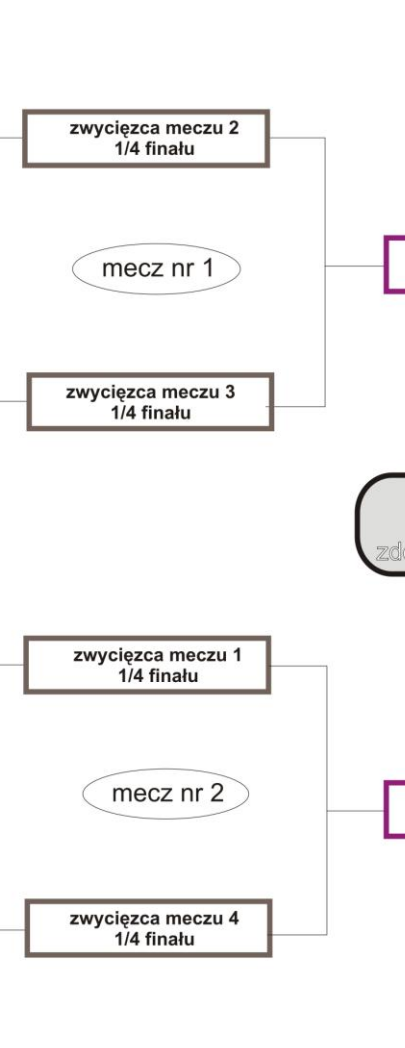 zwycięzca meczu 2
1/4 finału
mecz nr 1
zwycięzca meczu 3
1/4 finału
zwycięzca meczu 1
1/4 finału
mecz nr 2
zwycięzca meczu 4
1/4 finału